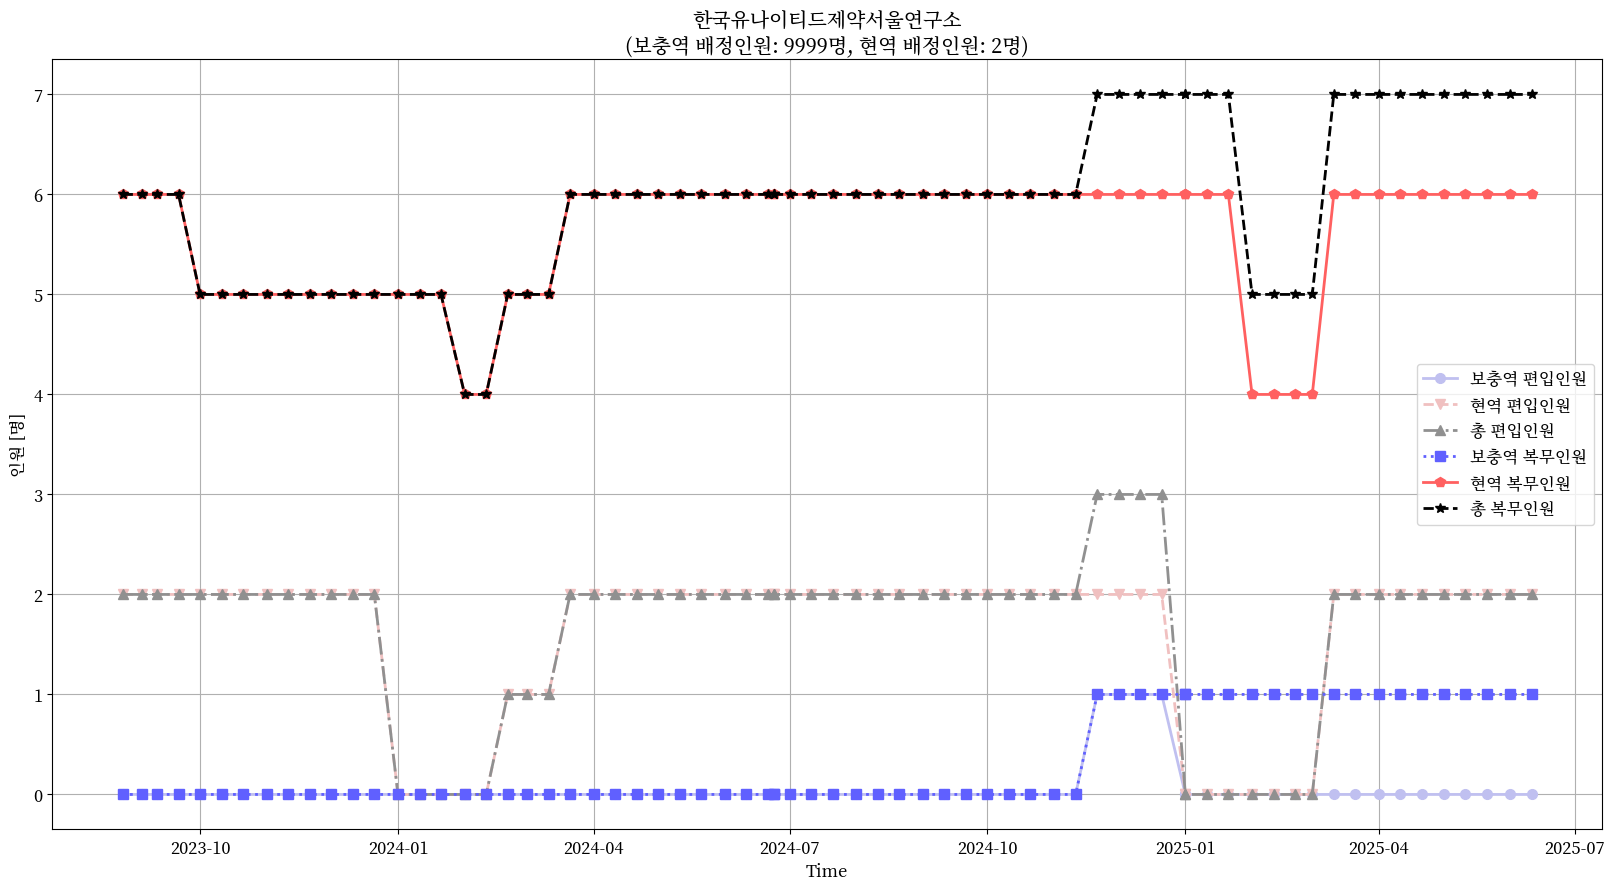 한국유나이티드제약서울연구소
(보충역 배정인원: 9999명, 현역 배정인원: 2명)
인원 [명]
7
6
5
4
3
2
1
0
보충역 편입인원
현역 편입인원
총 편입인원
보충역 복무인원
현역 복무인원
총 복무인원
2023-10
2024-01
2024-04
2024-07
2024-10
2025-01
2025-04
2025-07
Time